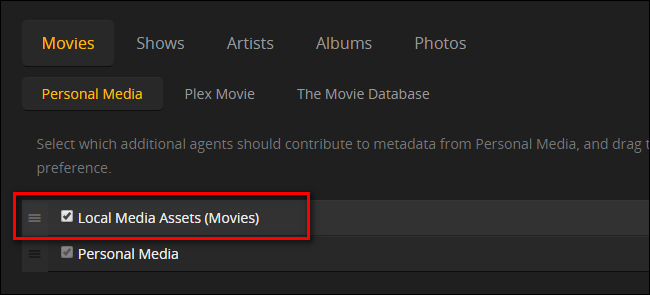 Movies Shows Artists Albums Photos
Personal Media Plex Movie The Movie Database
Select which additional agents should contribute to metadata from Personal Media, and drag t
preference.
Local Media Assets (Movies)
Personal Media